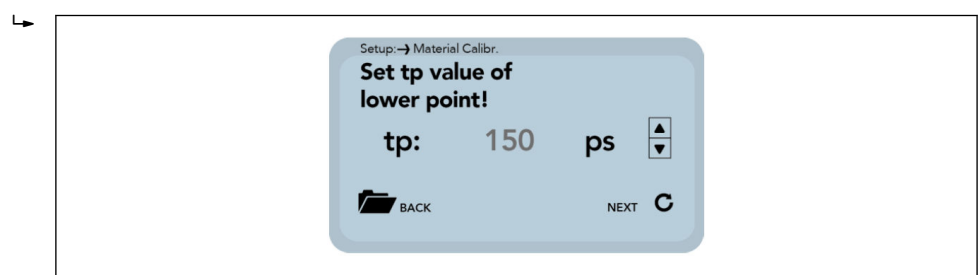 Setup:→ Material Calibr.
Set tp value of
lower point!
tp: 150 ps
BACK NEXT